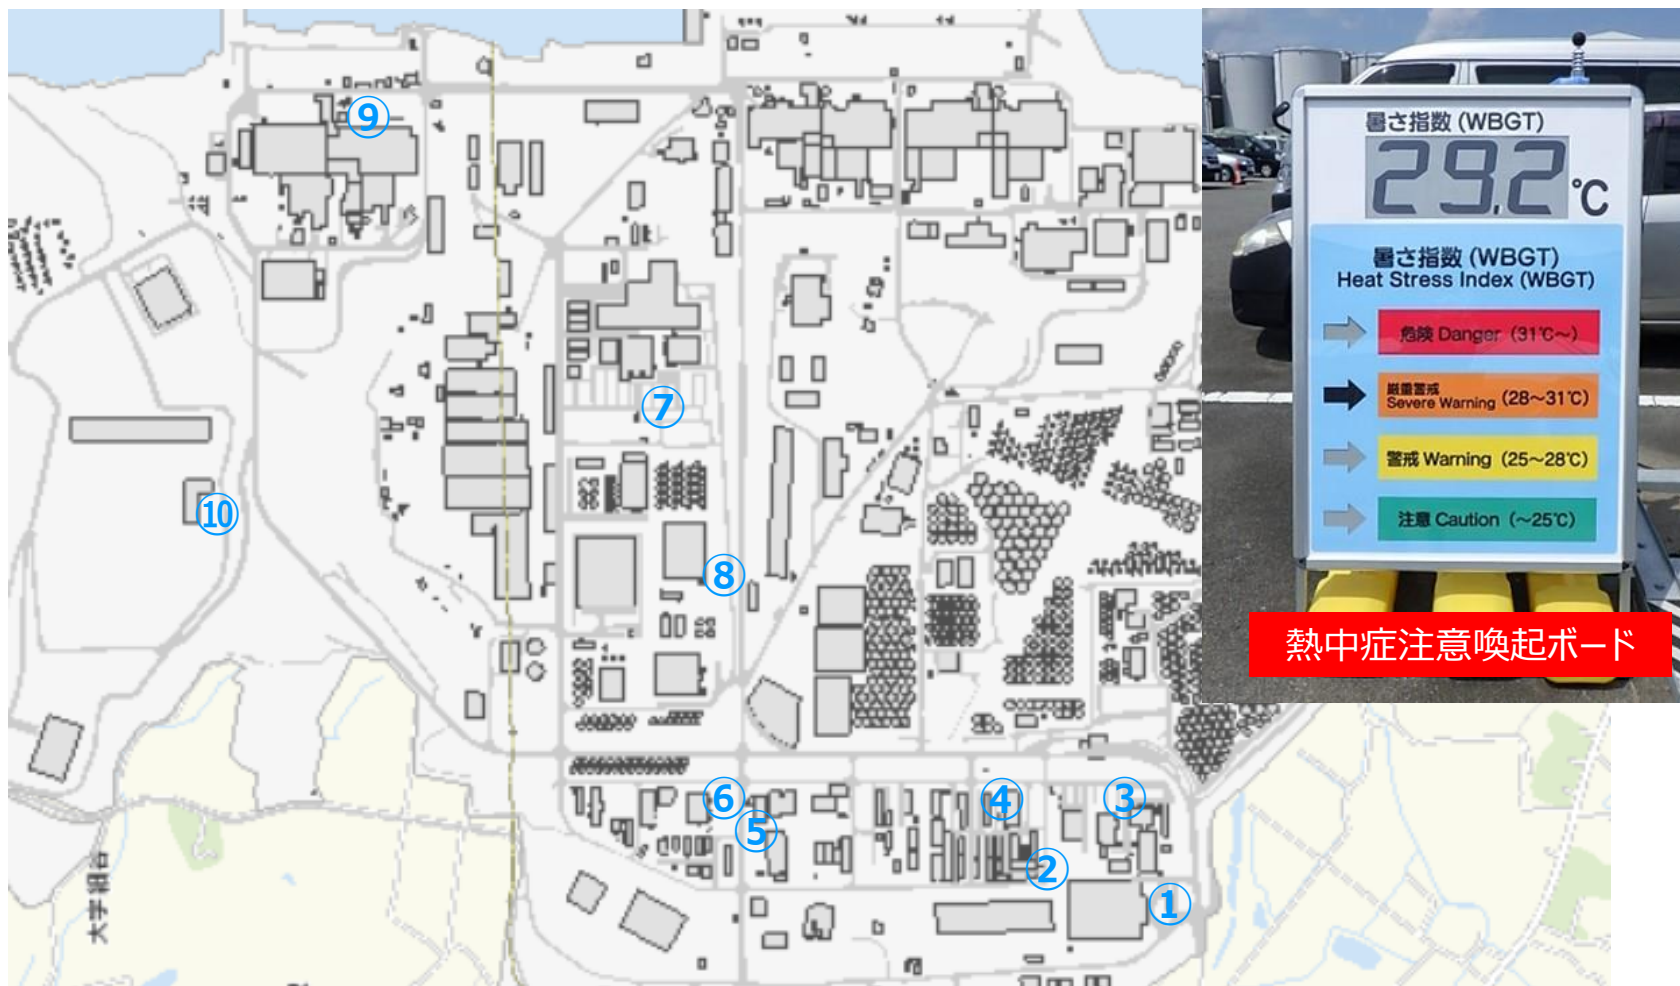 ⑨
⑦
⑩
⑧
⑥
④
③
⑤
②
①
大字細谷
暑さ指数 (WBGT)
29.2 ℃
暑さ指数 (WBGT)
Heat Stress Index (WBGT)
危険 Danger (31℃～)
厳重警戒
Severe Warning (28～31℃)
警戒 Warning (25～28℃)
注意 Caution (～25℃)
熱中症注意喚起ボード